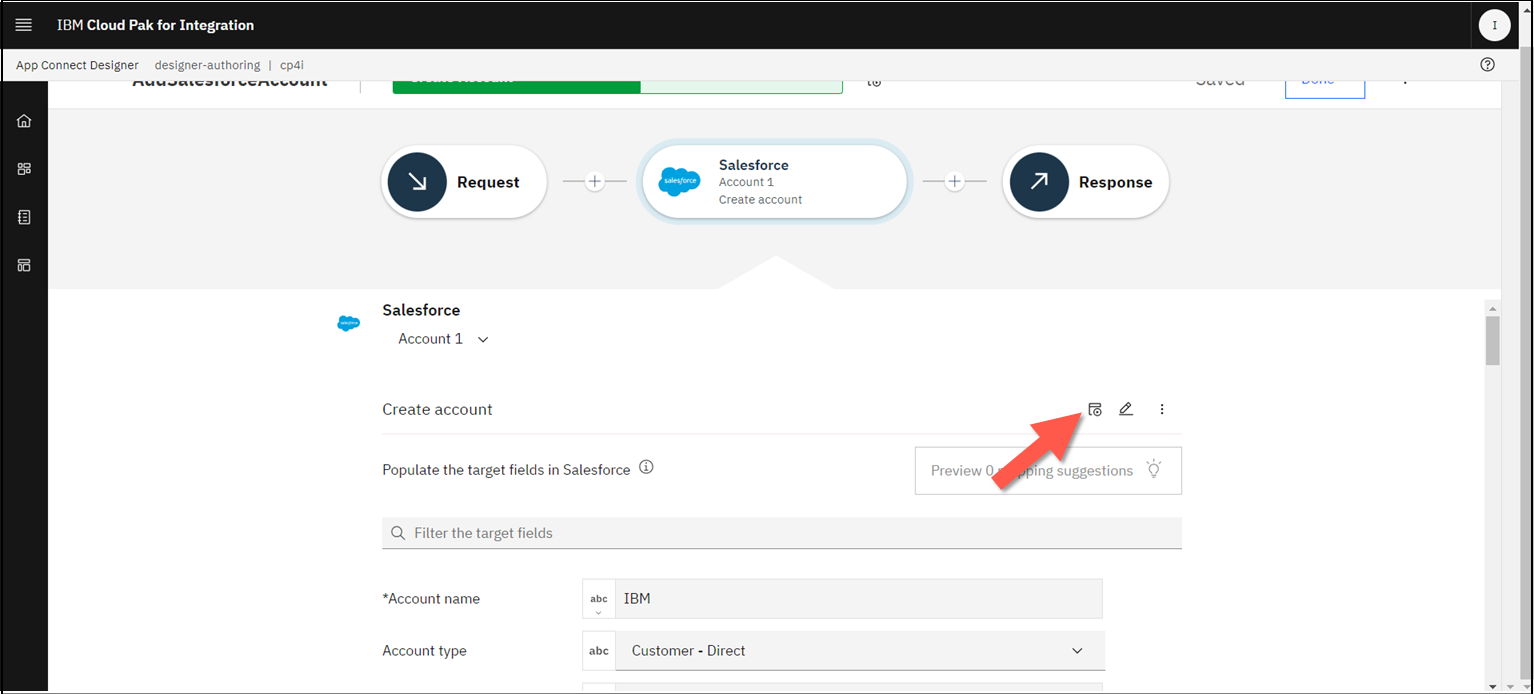 IBM Cloud Pak for Integration
I
App Connect Designer designer-authoring | cp4i
AddSalesforceAccount
Saved
Done
Request
salesforce
Salesforce
Account 1
Create account
Response
Salesforce
Account 1
Create account
Populate the target fields in Salesforce
Preview 0 suggestions
Filter the target fields
*Account name
abc
IBM
Account type
abc
Customer - Direct